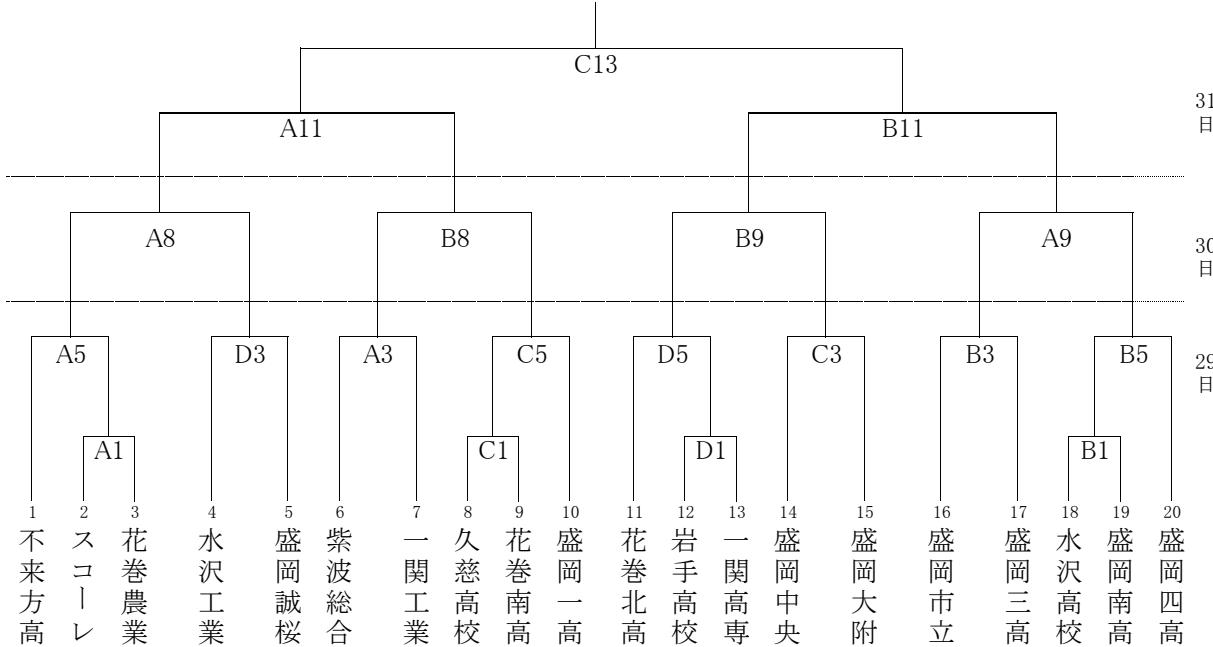 C13
31
日
A11
B11
A8
B8
B9
A9
30
日
A5
D3
A3
C5
D5
C3
B3
B5
29
日
A1
C1
D1
B1
1
2
3
4
5
6
7
8
9
10
11
12
13
14
15
16
17
18
19
20
不来方高
スコーレ
花巻農業
水沢工業
盛岡誠桜
紫波総合
一関工業
久慈高校
花巻南高
盛岡一高
花巻北高
岩手高校
一関高専
盛岡中央
盛岡大附
盛岡市立
盛岡三高
水沢高校
盛岡南高
盛岡四高